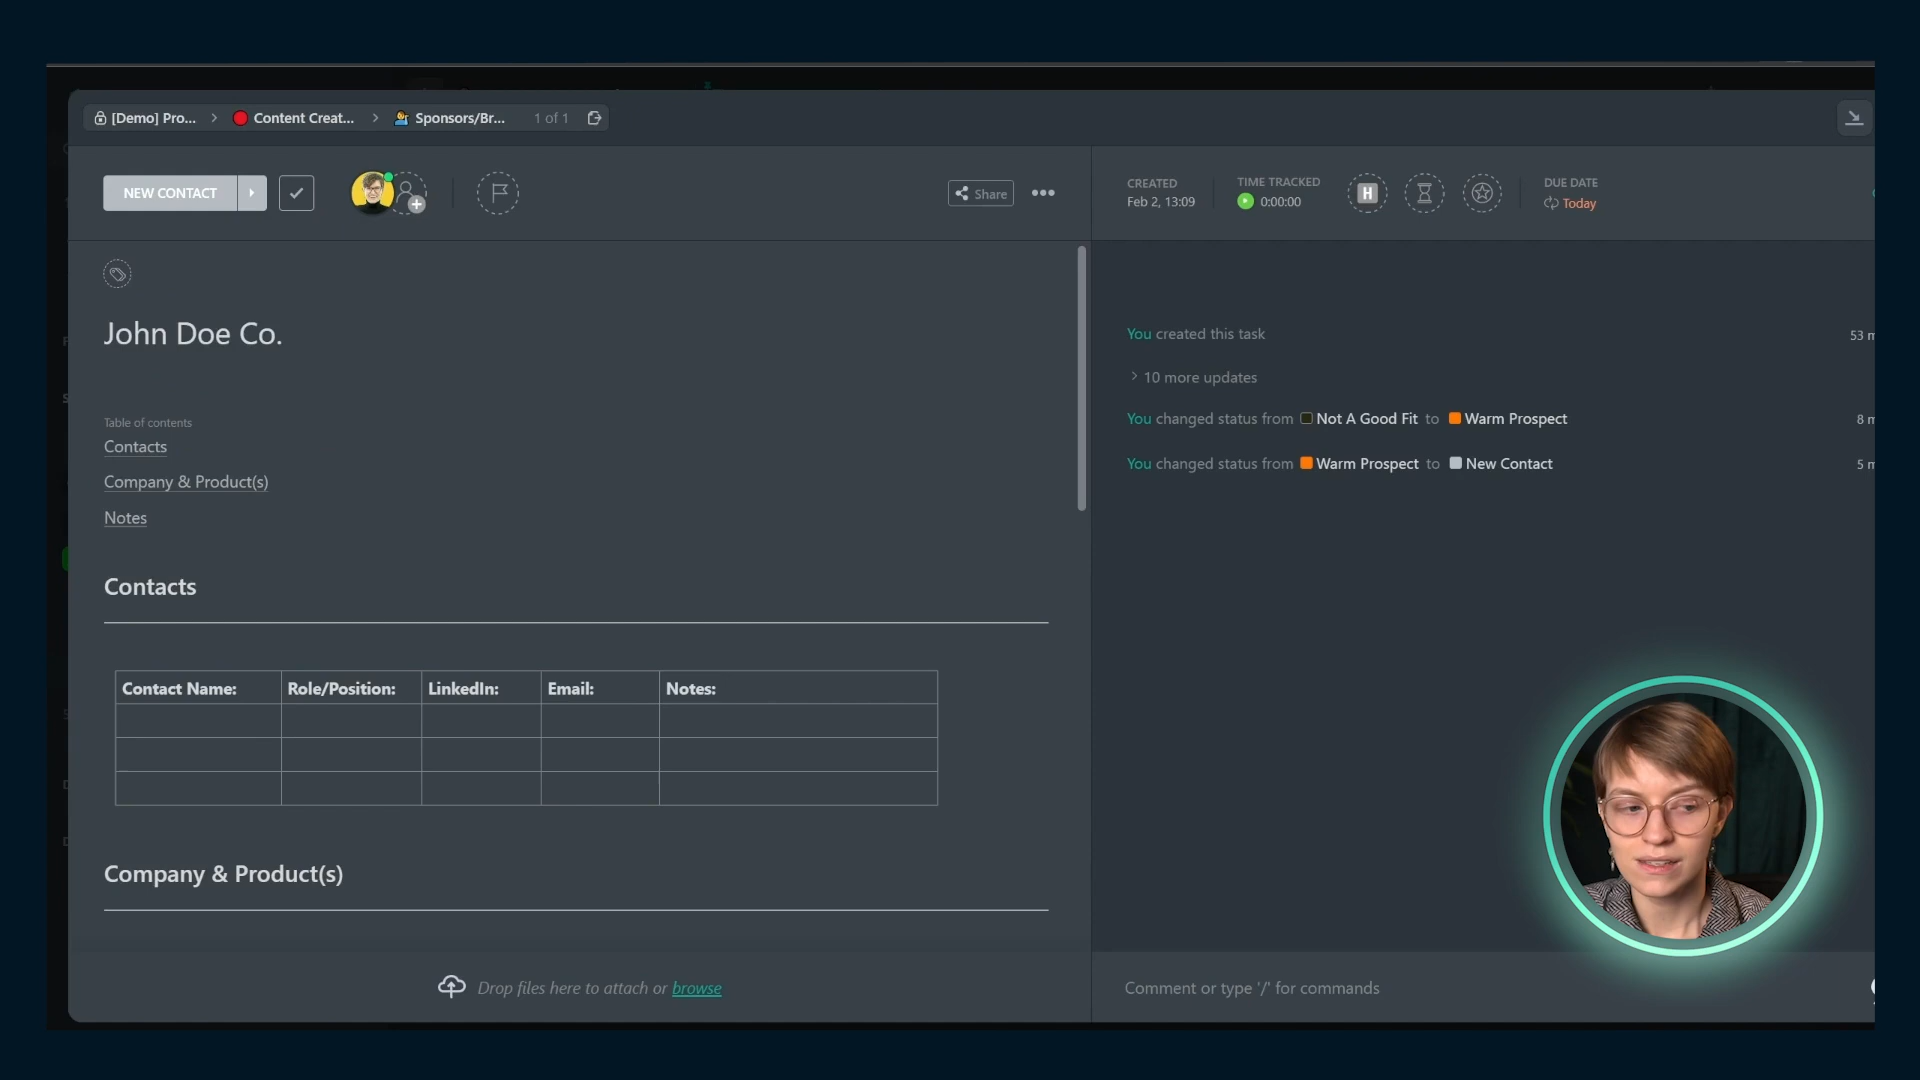 [Demo] Pro... > Content Creat... > Sponsors/Br... 1 of 1
NEW CONTACT
Share
CREATED
Feb 2, 13:09
TIME TRACKED
0:00:00
H
DUE DATE
Today
John Doe Co.
Table of contents
Contacts
Company & Product(s)
Notes
Contacts
Contact Name: Role/Position: LinkedIn: Email: Notes:
Company & Product(s)
Drop files here to attach or browse
You created this task 53 m
10 more updates
You changed status from Not A Good Fit to Warm Prospect 8 m
You changed status from Warm Prospect to New Contact 5 m
Comment or type '/' for commands